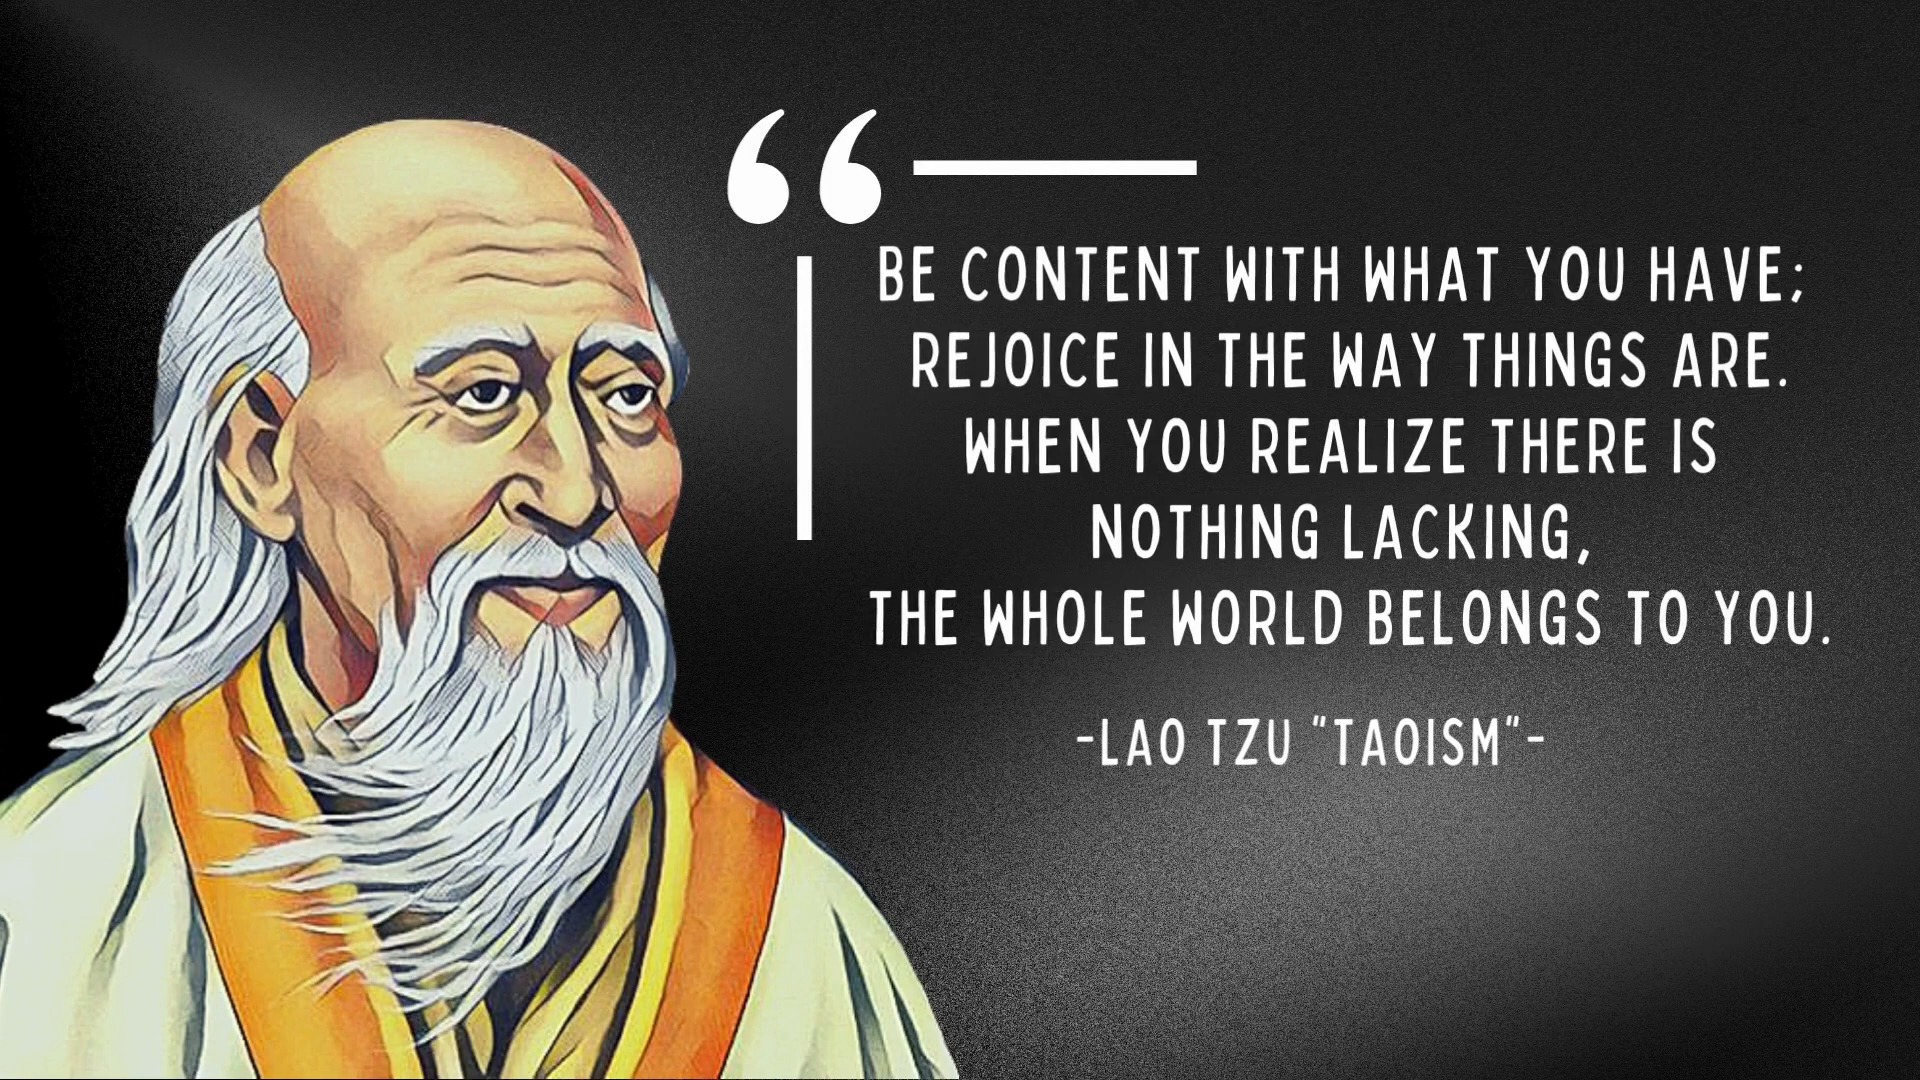 “
BE CONTENT WITH WHAT YOU HAVE;
REJOICE IN THE WAY THINGS ARE.
WHEN YOU REALIZE THERE IS
NOTHING LACKING,
THE WHOLE WORLD BELONGS TO YOU.
-LAO TZU "TAOISM"-